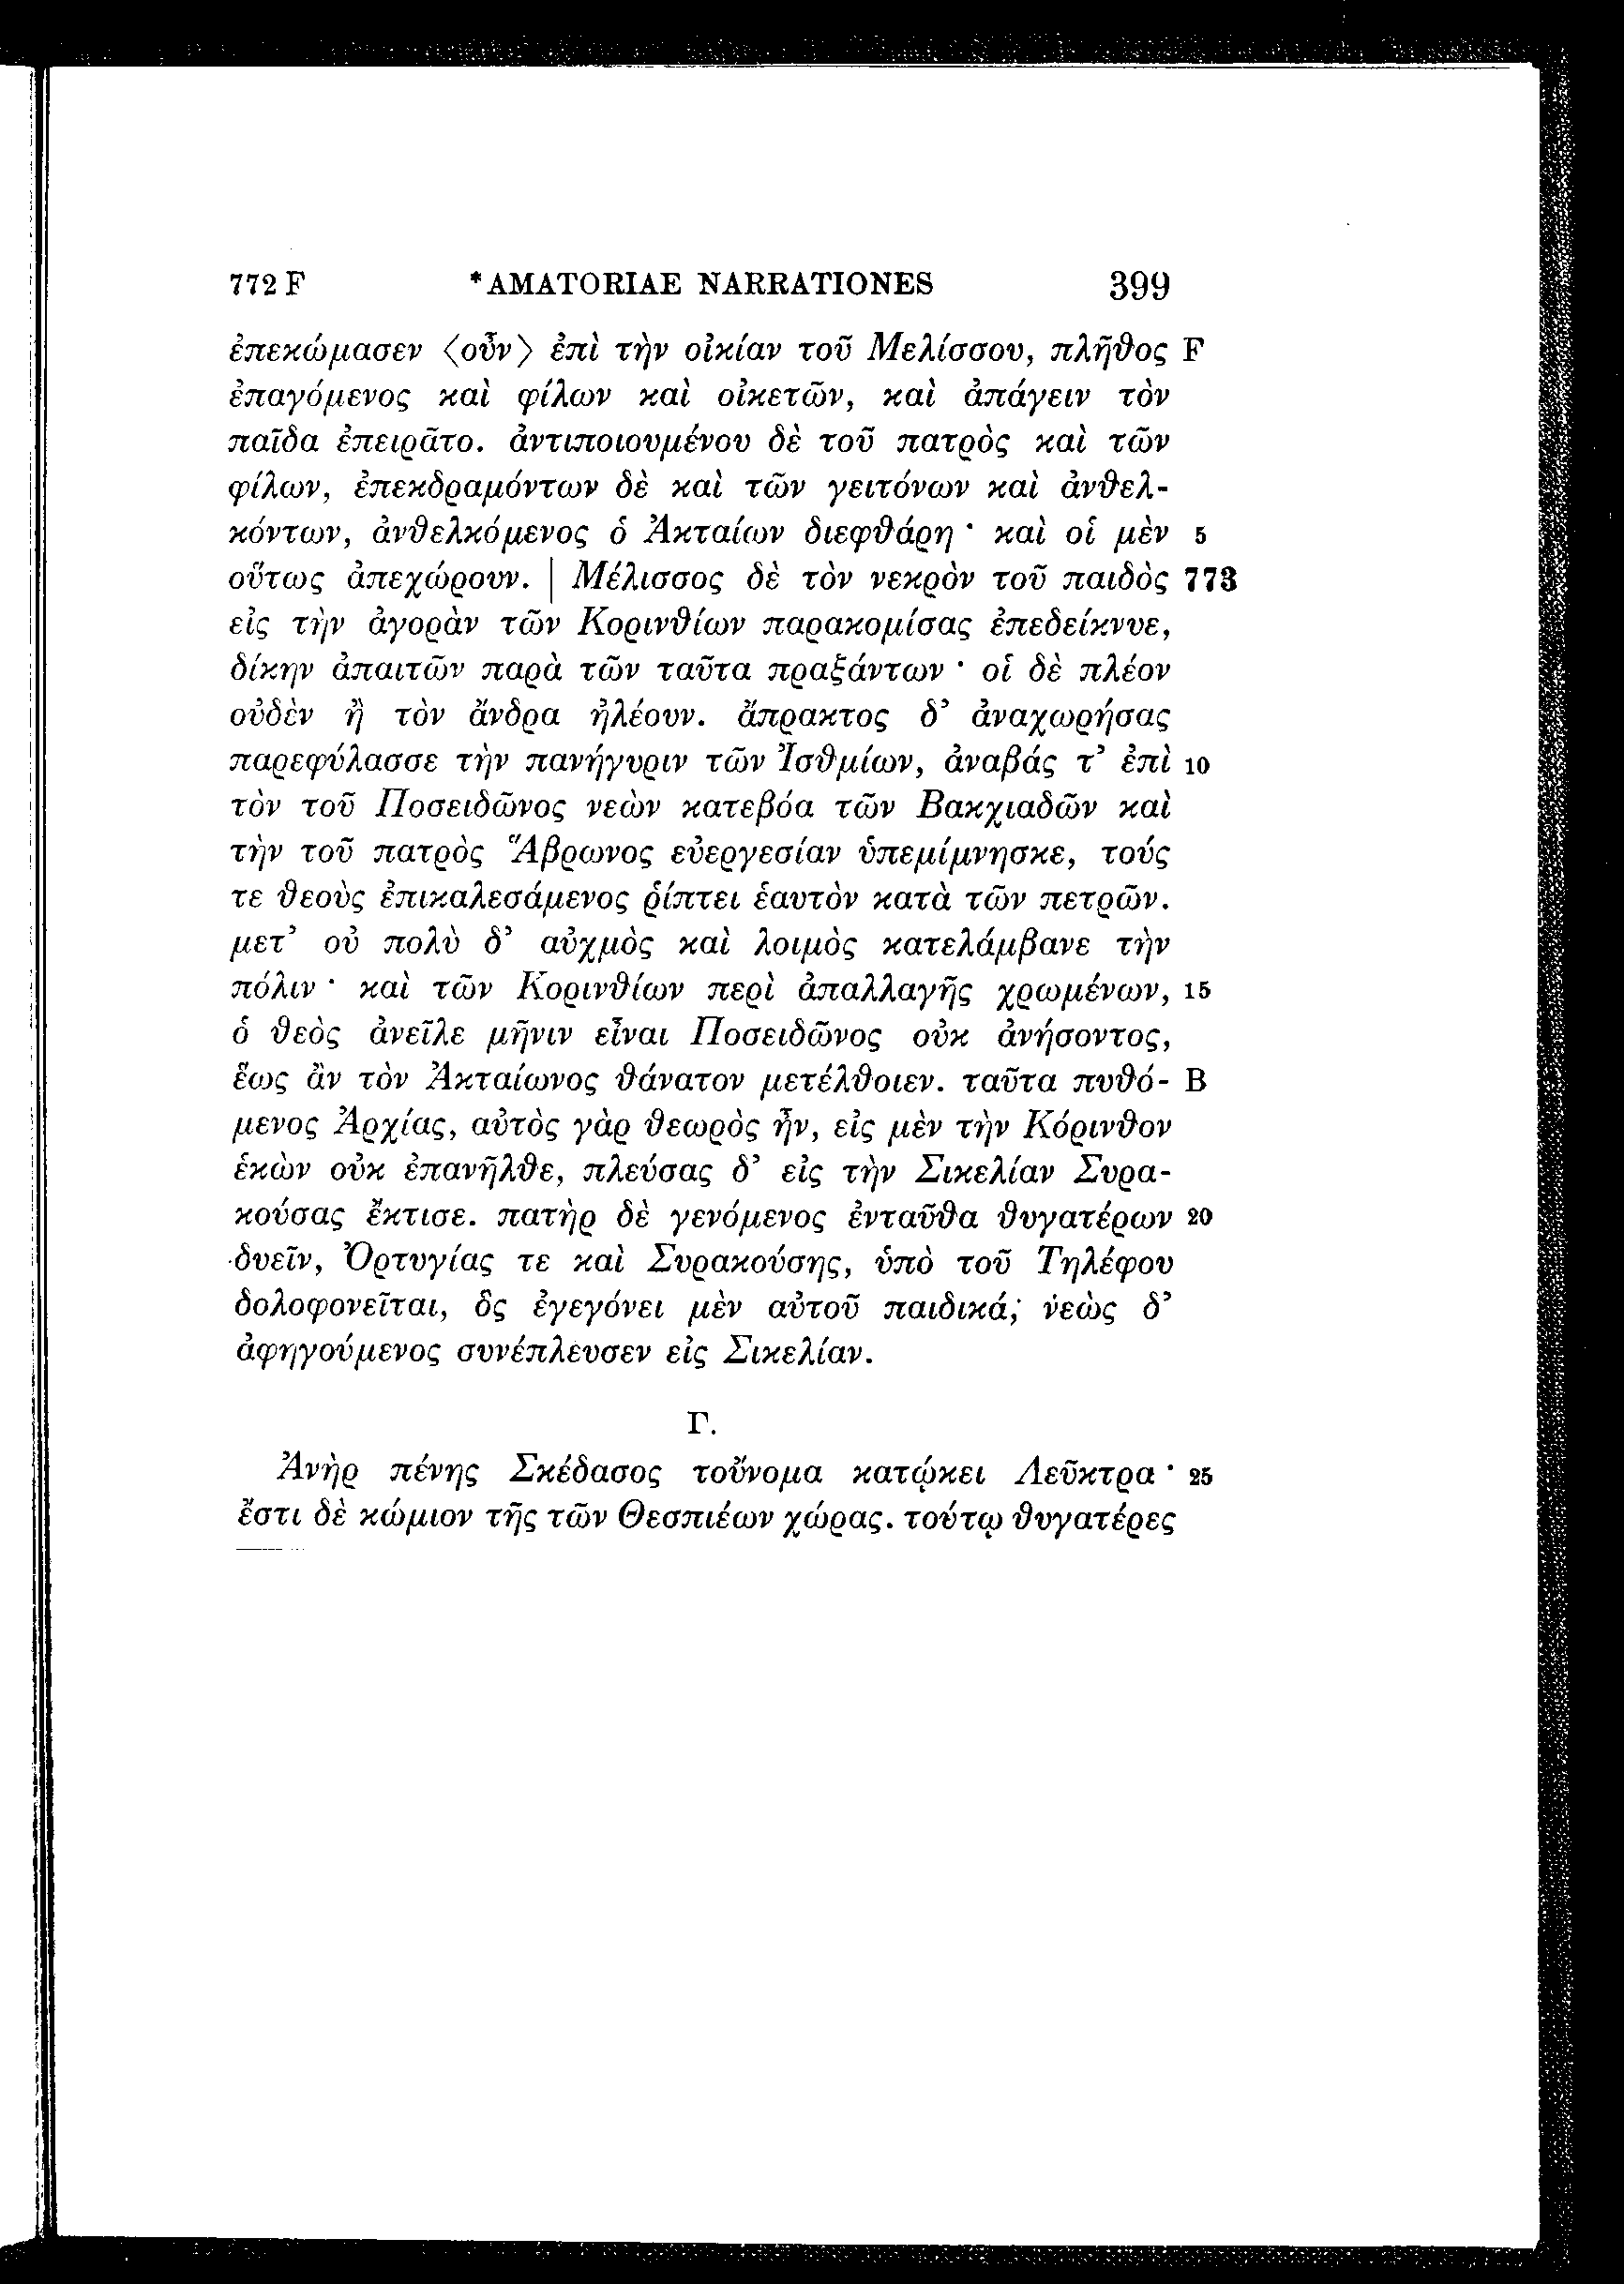 772 F *AMATORIAE NARRATIONES 399
ἐπεκώμασεν ⟨οὖν⟩ ἐπὶ τὴν οἰκίαν τοῦ Μελίσσου, πλῆθος F
ἐπαγόμενος καὶ φίλων καὶ οἰκετῶν, καὶ ἀπάγειν τὸν
παῖδα ἐπειρᾶτο. ἀντιποιουμένου δὲ τοῦ πατρὸς καὶ τῶν
φίλων, ἐπεκδραμόντων δὲ καὶ τῶν γειτόνων καὶ ἀνθελ-
κόντων, ἀνθελκόμενος ὁ Ἀκταίων διεφθάρη · καὶ οἱ μὲν 5
οὕτως ἀπεχώρουν. | Μέλισσος δὲ τὸν νεκρὸν τοῦ παιδὸς 773
εἰς τὴν ἀγορὰν τῶν Κορινθίων παρακομίσας ἐπεδείκνυε,
δίκην ἀπαιτῶν παρὰ τῶν ταῦτα πραξάντων · οἱ δὲ πλέον
οὐδὲν ἢ τὸν ἄνδρα ἠλέουν. ἄπρακτος δ’ ἀναχωρήσας
παρεφύλασσε τὴν πανήγυριν τῶν Ἰσθμίων, ἀναβάς τ’ ἐπὶ 10
τὸν τοῦ Ποσειδῶνος νεὼν κατεβόα τῶν Βακχιαδῶν καὶ
τὴν τοῦ πατρὸς Ἅβρωνος εὐεργεσίαν ὑπεμίμνησκε, τούς
τε θεοὺς ἐπικαλεσάμενος ῥίπτει ἑαυτὸν κατὰ τῶν πετρῶν.
μετ’ οὐ πολὺ δ’ αὐχμὸς καὶ λοιμὸς κατελάμβανε τὴν
πόλιν · καὶ τῶν Κορινθίων περὶ ἀπαλλαγῆς χρωμένων, 15
ὁ θεὸς ἀνεῖλε μῆνιν εἶναι Ποσειδῶνος οὐκ ἀνήσοντος,
ἕως ἂν τὸν Ἀκταίωνος θάνατον μετέλθοιεν. ταῦτα πυθό- B
μενος Ἀρχίας, αὐτὸς γὰρ θεωρὸς ἦν, εἰς μὲν τὴν Κόρινθον
ἑκὼν οὐκ ἐπανῆλθε, πλεύσας δ’ εἰς τὴν Σικελίαν Συρα-
κούσας ἔκτισε. πατὴρ δὲ γενόμενος ἐνταῦθα θυγατέρων 20
δυεῖν, Ὀρτυγίας τε καὶ Συρακούσης, ὑπὸ τοῦ Τηλέφου
δολοφονεῖται, ὃς ἐγεγόνει μὲν αὐτοῦ παιδικά, νεὼς δ’
ἀφηγούμενος συνέπλευσεν εἰς Σικελίαν.
Γ.
Ἀνὴρ πένης Σκέδασος τοὔνομα κατῴκει Λεῦκτρα · 25
ἔστι δὲ κώμιον τῆς τῶν Θεσπιέων χώρας. τούτῳ θυγατέρες